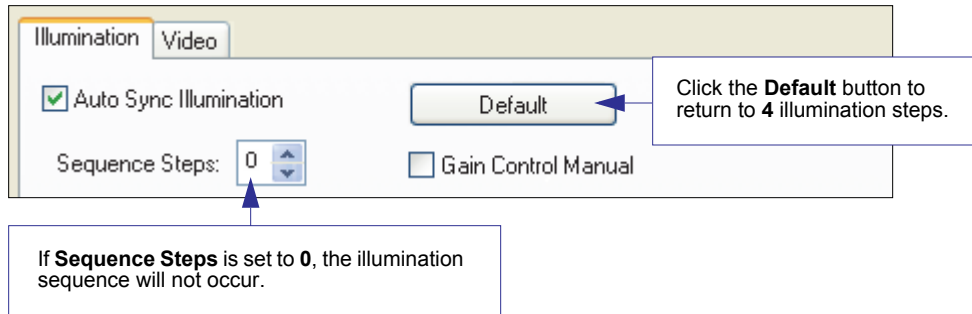 Illumination Video
Auto Sync Illumination
Default
Click the Default button to
return to 4 illumination steps.
Sequence Steps: 0
Gain Control Manual
If Sequence Steps is set to 0, the illumination
sequence will not occur.